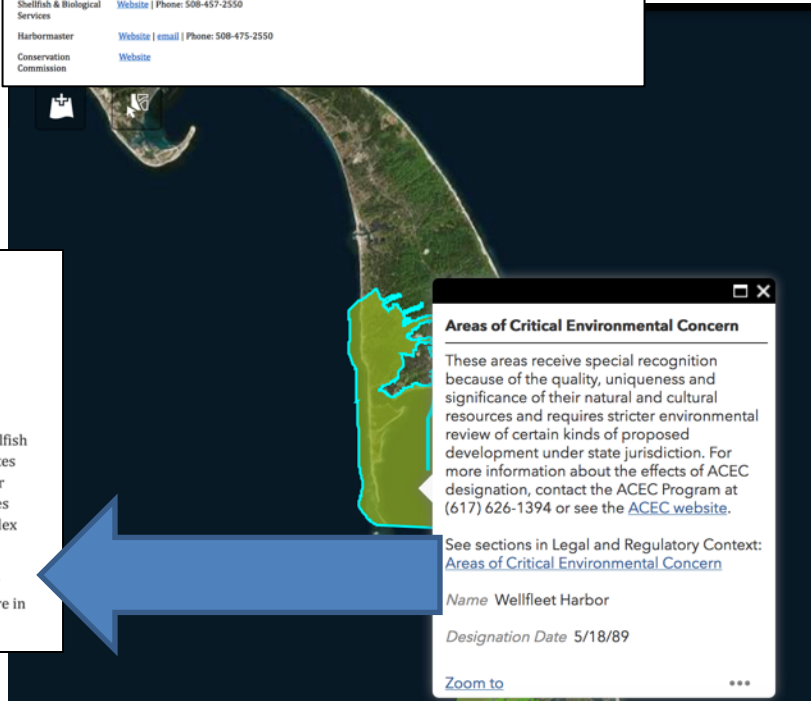 Shellfish & Biological Services
Website | Phone: 508-457-2550
Harbormaster
Website | email | Phone: 508-475-2550
Conservation Commission
Website
re in
Areas of Critical Environmental Concern
These areas receive special recognition
because of the quality, uniqueness and
significance of their natural and cultural
resources and requires stricter environmental
review of certain kinds of proposed
development under state jurisdiction. For
more information about the effects of ACEC
designation, contact the ACEC Program at
(617) 626-1394 or see the ACEC website.
See sections in Legal and Regulatory Context:
Areas of Critical Environmental Concern
Name Wellfleet Harbor
Designation Date 5/18/89
Zoom to